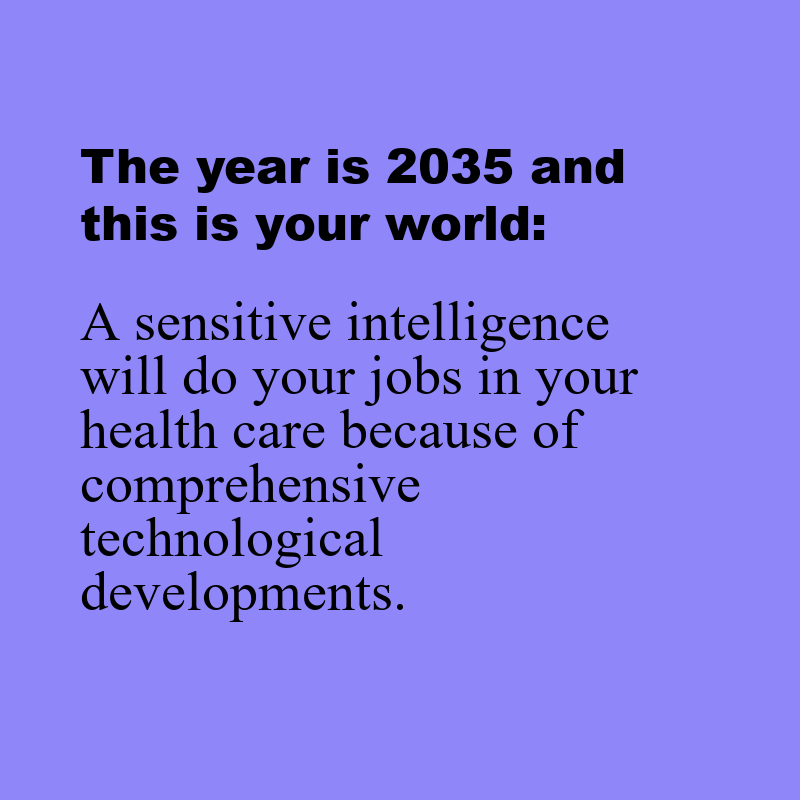 The year is 2035 and
this is your world:
A sensitive intelligence
will do your jobs in your
health care because of
comprehensive
technological
developments.